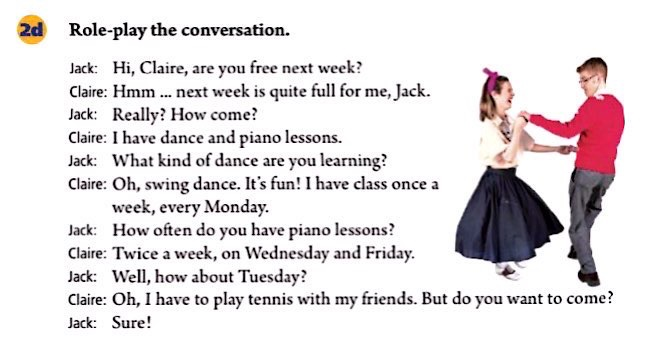 2d Role-play the conversation.
Jack: Hi, Claire, are you free next week?
Claire: Hmm ... next week is quite full for me, Jack.
Jack: Really? How come?
Claire: I have dance and piano lessons.
Jack: What kind of dance are you learning?
Claire: Oh, swing dance. It's fun! I have class once a
week, every Monday.
Jack: How often do you have piano lessons?
Claire: Twice a week, on Wednesday and Friday.
Jack: Well, how about Tuesday?
Claire: Oh, I have to play tennis with my friends. But do you want to come?
Jack: Sure!